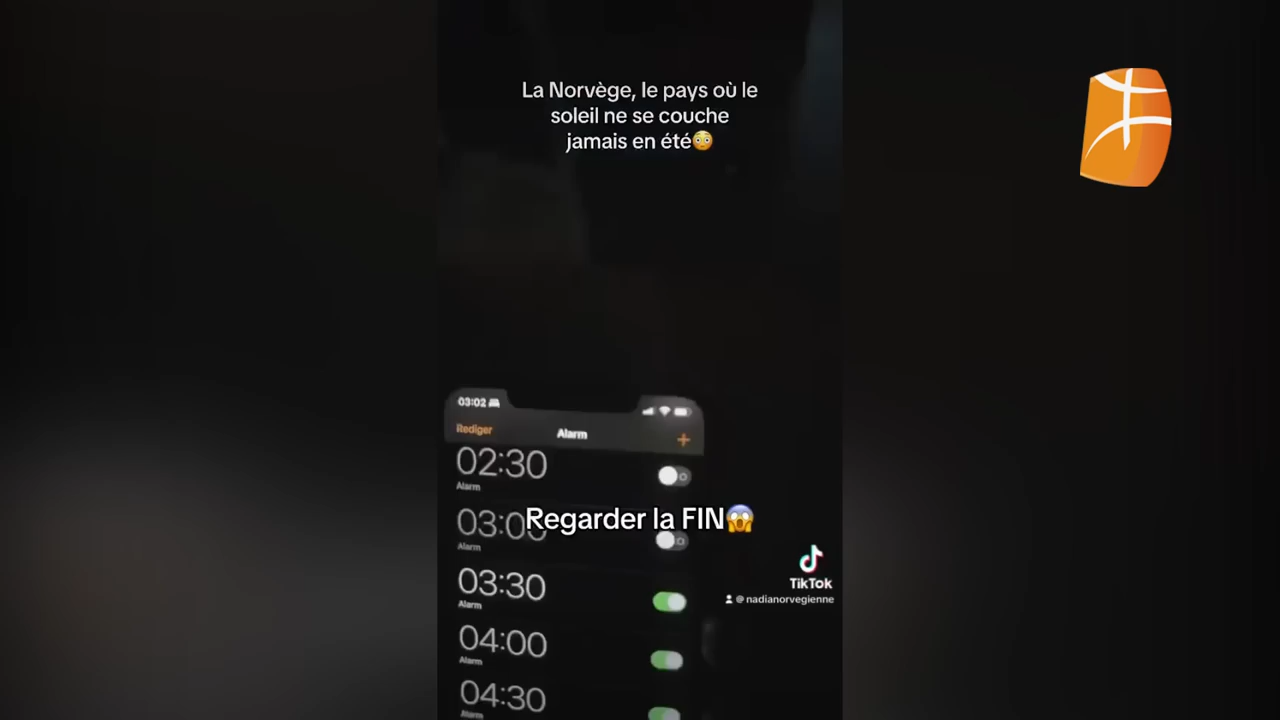 La Norvège, le pays où le
soleil ne se couche
jamais en été😳
03:02
Rediger
Alarm
02:30
Alarm
Regarder la FIN😱
Alarm
03:30
Alarm
04:00
Alarm
04:30
Alarm
TikTok
@nadianorvegienne